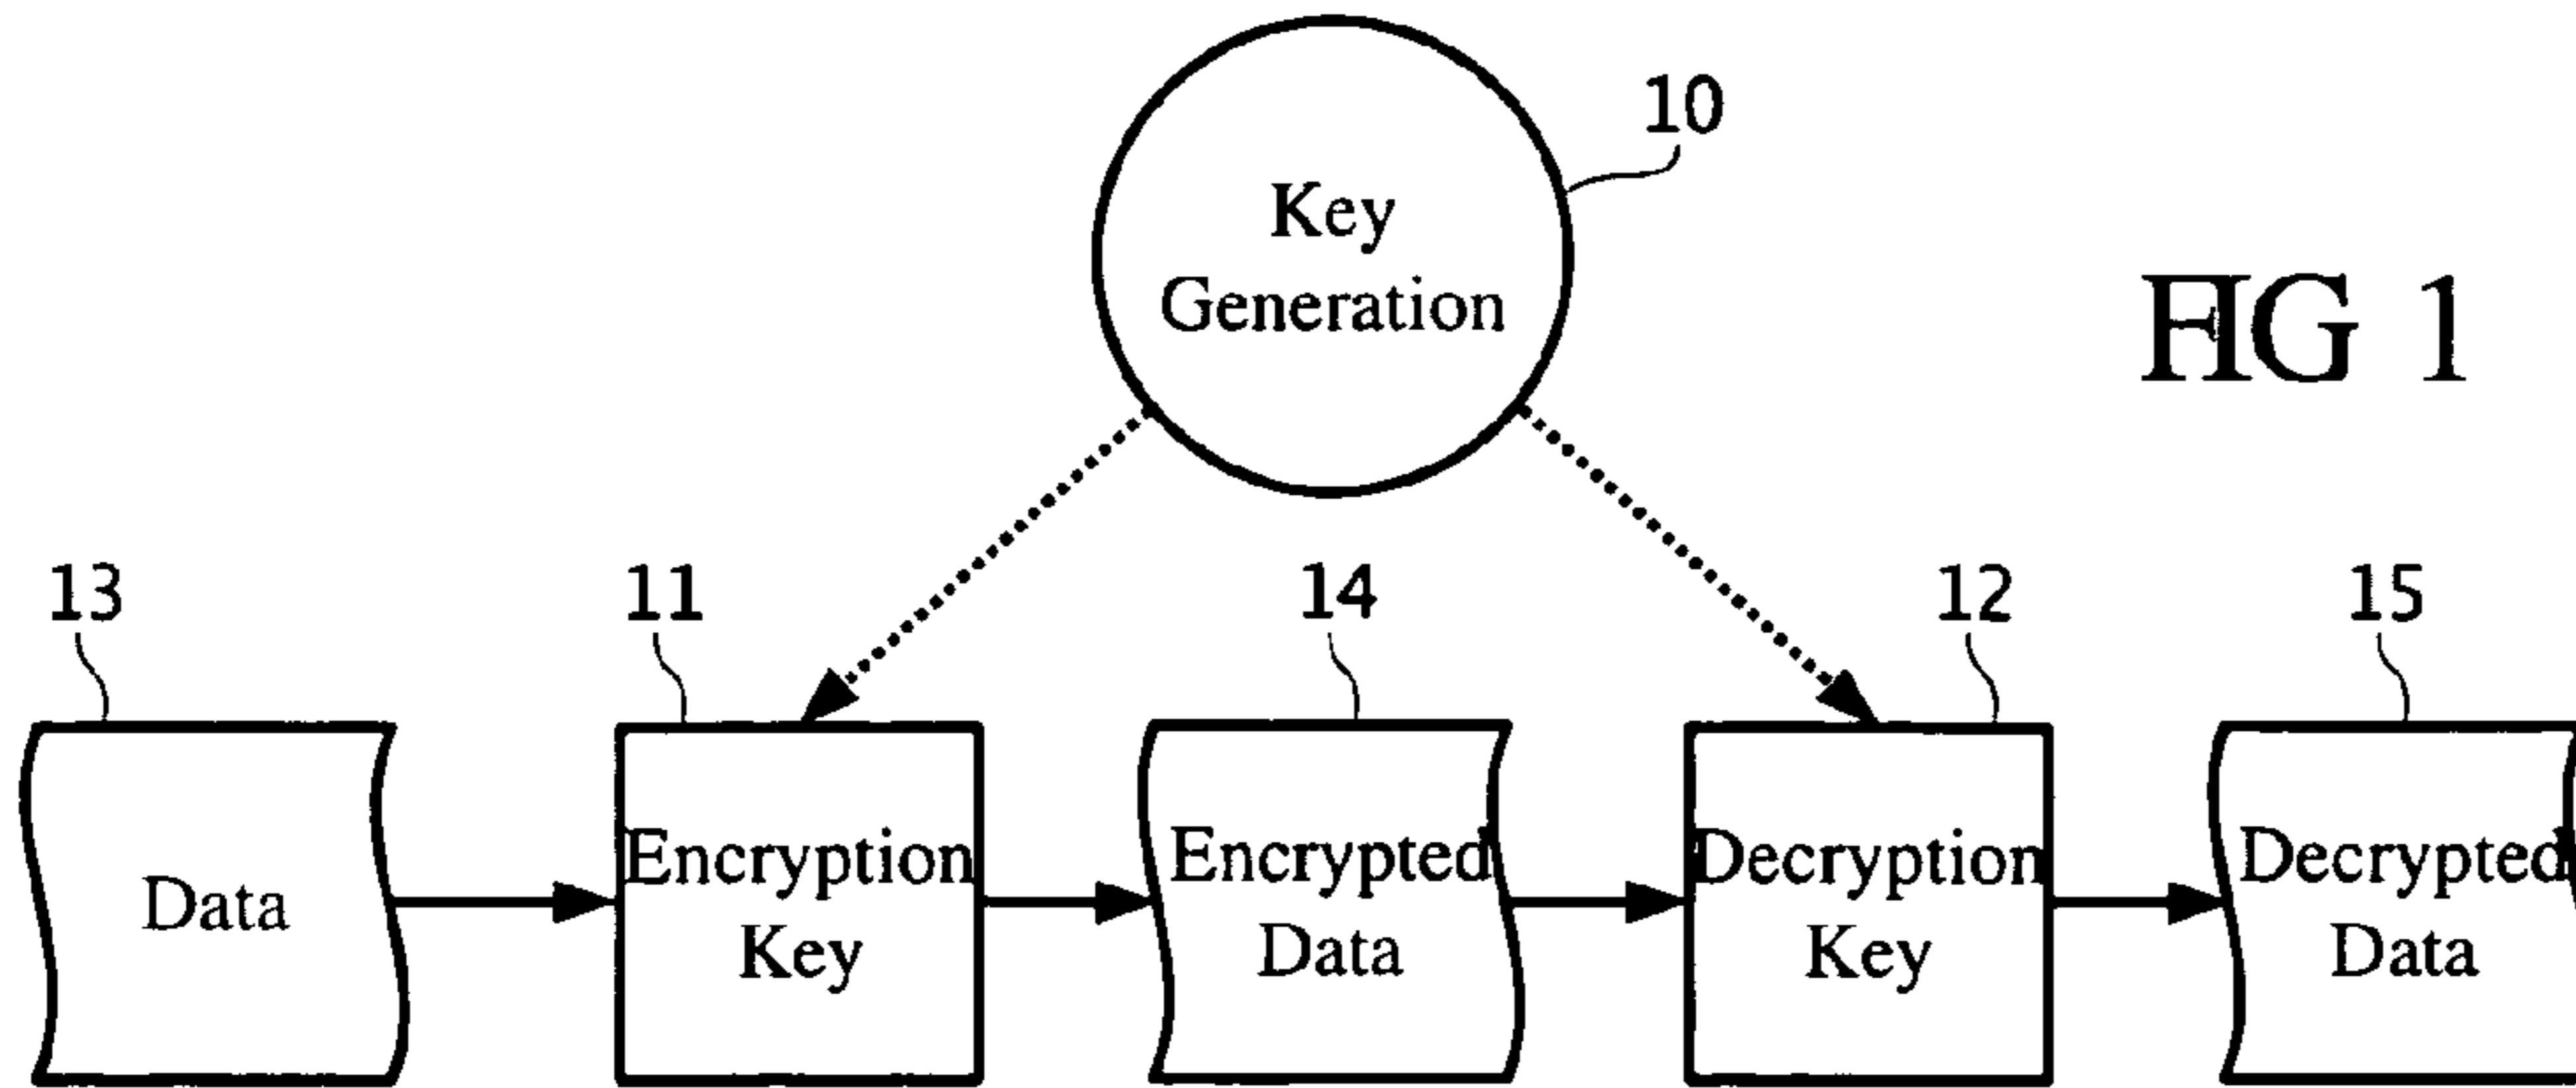 10
Key
Generation
FIG 1
13
11
14
12
15
Data
Encryption
Key
Encrypted
Data
Decryption
Key
Decrypted
Data